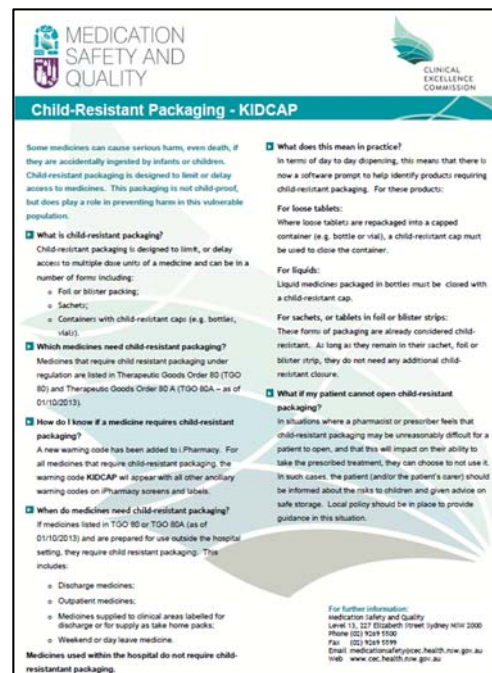 MEDICATION
SAFETY AND
QUALITY
CLINICAL
EXCELLENCE
COMMISSION
Child-Resistant Packaging - KIDCAP
Some medicines can cause serious harm, even death, if
they are accidentally ingested by infants or children.
Child-resistant packaging is designed to limit or delay
access to medicines. This packaging is not child-proof,
but does play a role in preventing harm in this vulnerable
population.
What is child-resistant packaging?
Child-resistant packaging is designed to limit, or delay
access to multiple dose units of a medicine and can be in a
number of forms including:
o Foil or blister packing;
o Sachets;
o Containers with child-resistant caps (e.g. bottles,
vials).
Which medicines need child-resistant packaging?
Medicines that require child resistant packaging under
regulation are listed in Therapeutic Goods Order 80 (TGO
80) and Therapeutic Goods Order 80 A (TGO 80A – as of
01/10/2013).
How do I know if a medicine requires child-resistant
packaging?
A new warning code has been added to i.Pharmacy. For
all medicines that require child-resistant packaging, the
warning code KIDCAP wil appear with all other ancillary
warning codes on iPharmacy screens and labels.
When do medicines need child-resistant packaging?
If medicines listed in TGO 80 or TGO 80A (as of
01/10/2013) and are prepared for use outside the hospital
setting, they require child resistant packaging. This
includes:
o Discharge medicines;
o Outpatient medicines;
o Medicines supplied to clinical areas labelled for
discharge or for supply as take home packs;
o Weekend or day leave medicine.
Medicines used within the hospital do not require child-
resistantant packaging.
What does this mean in practice?
In terms of day to day dispensing, this means that there is
now a software prompt to help identify products requiring
child-resistant packaging. For these products:
For loose tablets:
Where loose tablets are repackaged into a capped
container (e.g. bottle or vial), a child-resistant cap must
be used to close the container.
For liquids:
Liquid medicines packaged in bottles must be closed with
a child-resistant cap.
For sachets, or tablets in foil or blister strips:
These forms of packaging are already considered child-
resistant. As long as they remain in their sachet, foil or
blister strip, they do not need any additional child-
resistant closure.
What if my patient cannot open child-resistant
packaging?
In situations where a pharmacist or prescriber feels that
child-resistant packaging may be unreasonably difficult for a
patient to open, and that this will impact on their ability to
take the prescribed treatment, they can choose to not use it.
In such cases, the patient (and/or the patient's carer) should
be informed about the risks to children and given advice on
safe storage. Local policy should be in place to provide
guidance in this situation.
For further information:
Medication Safety and Quality
Level 13, 227 Elizabeth Street Sydney NSW 2000
Phone (02) 9269 5500
Fax (02) 9269 5599
Email medicationsafety@cec.health.nsw.gov.au
Web www.cec.health.nsw.gov.au